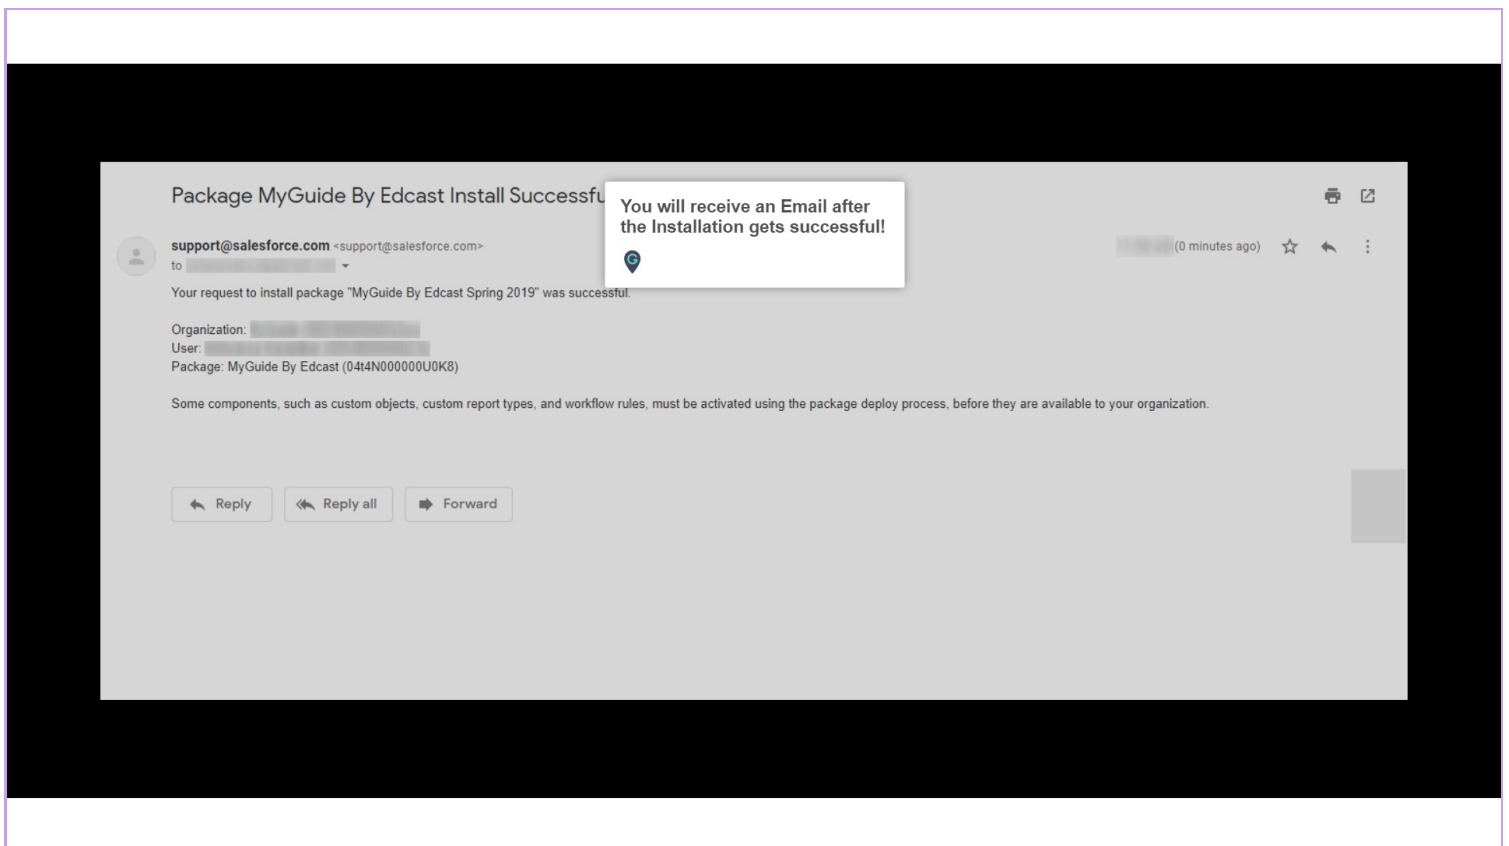 Package MyGuide By Edcast Install Successfu
You will receive an Email after
the Installation gets successful!
G
support@salesforce.com <support@salesforce.com>
(0 minutes ago)
to
Your request to install package "MyGuide By Edcast Spring 2019" was successful.
Organization:
User:
Package: MyGuide By Edcast (04t4N000000U0K8)
Some components, such as custom objects, custom report types, and workflow rules, must be activated using the package deploy process, before they are available to your organization.
Reply
Reply all
Forward